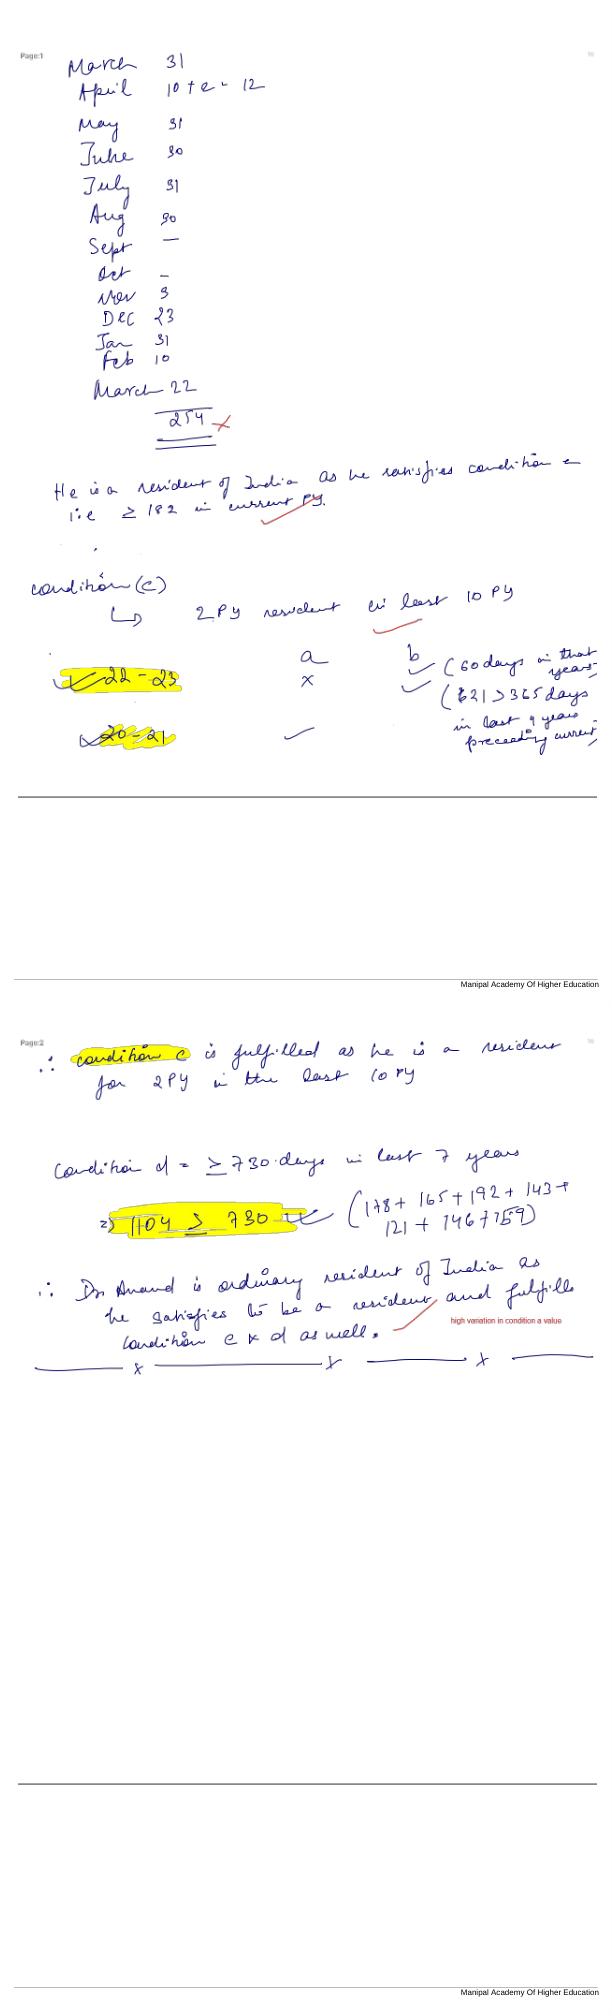 Page:1
March 31
April 10 + 2 - 12
May 31
June 30
July 31
Aug 30
Sept —
Oct –
Nov 3
Dec 23
Jan 31
Feb 10
March 22
254
He is a resident of India as he satisfies condition a
i.e ≥ 182 in current PY.
condition (c)
↳ 2 PY resident in least 10 PY
a b
22-23 x ✓ (60 days in that years)
✓ (621 > 365 days
in last 4 years
preceeding current)
20-21 ✓
Manipal Academy Of Higher Education
Page:2
∴ condition c is fulfilled as he is a resident
for 2 PY in the last 10 PY
Condition d = ≥ 730 days in last 7 years
=) 1104 ≥ 730 (178 + 165 + 192 + 143 +
121 + 146 + 159)
∴ Dr Anand is ordinary resident of India as
he satisfies to be a resident and fulfills
condition c & d as well.
high variation in condition a value
x x x
Manipal Academy Of Higher Education